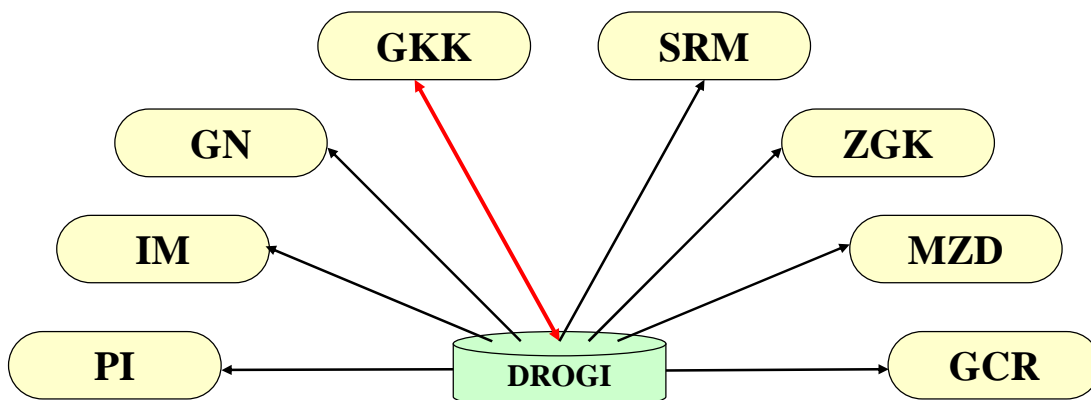 GKK
SRM
GN
ZGK
IM
MZD
PI
DROGI
GCR